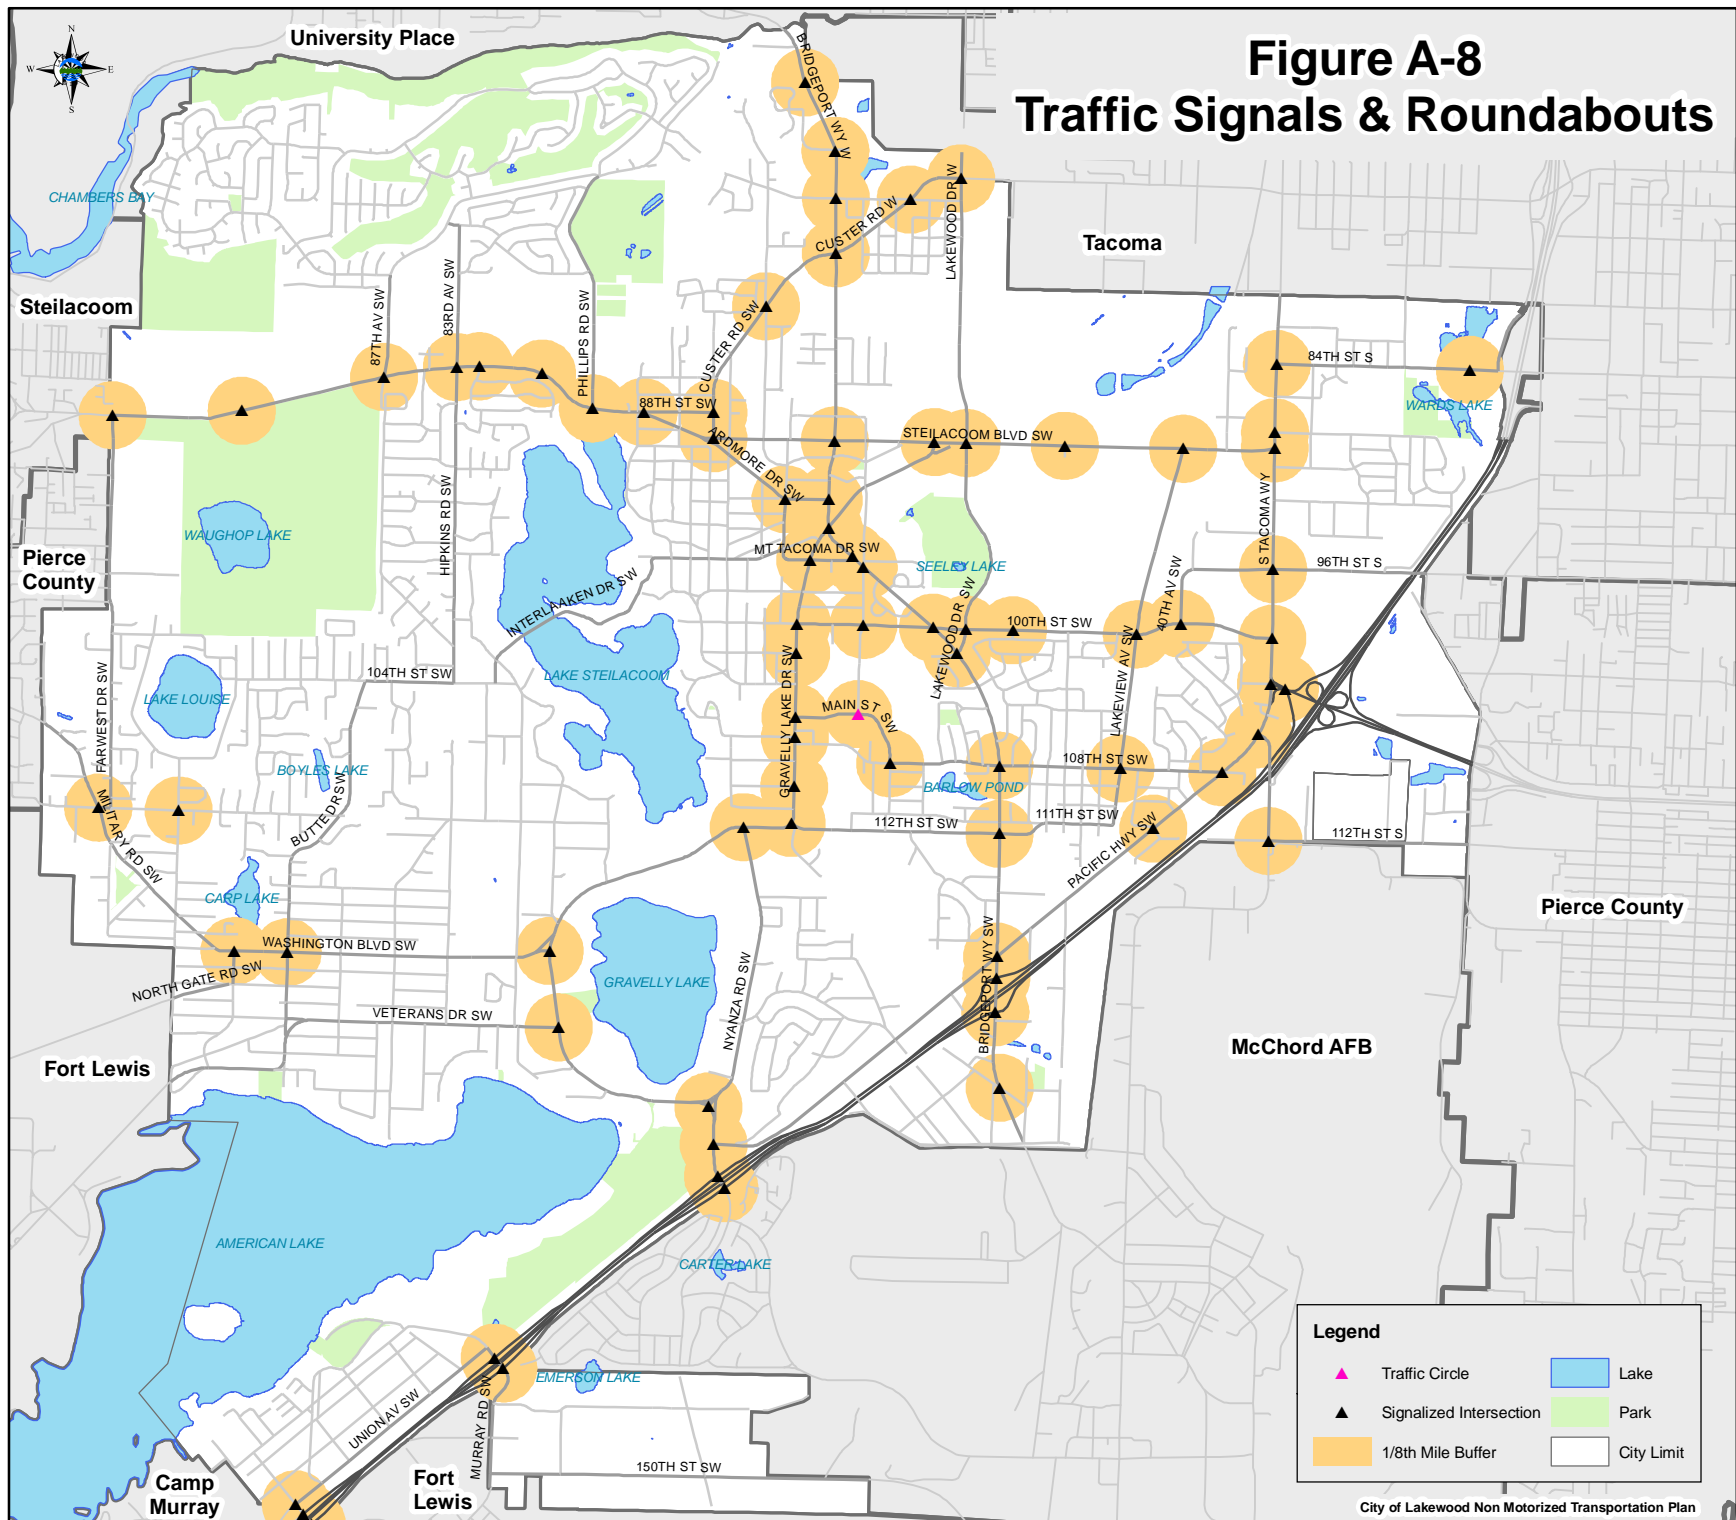 Figure A-8
Traffic Signals & Roundabouts
N
W
E
S
University Place
BRIDGEPORT WY W
CHAMBERS BAY
CUSTER RD W
LAKEWOOD DR W
Tacoma
Steilacoom
87TH AV SW
83RD AV SW
PHILLIPS RD SW
CUSTER RD SW
84TH ST S
WARDS LAKE
88TH ST SW
ARDMORE DR SW
STEILACOOM BLVD SW
HIPKINS RD SW
S TACOMA WY
WAUGHOP LAKE
Pierce
County
MT TACOMA DR SW
SEELEY LAKE
96TH ST S
INTERLAAKEN DR SW
40TH AV SW
LAKEWOOD DR SW
100TH ST SW
FARWEST DR SW
104TH ST SW
LAKE STEILACOOM
LAKE LOUISE
GRAVELLY LAKE DR SW
LAKEVIEW AV SW
MAIN ST SW
BOYLES LAKE
108TH ST SW
BARLOW POND
MILITARY RD SW
BUTTE DR SW
112TH ST SW
111TH ST SW
112TH ST S
PACIFIC HWY SW
CARP LAKE
Pierce County
WASHINGTON BLVD SW
NORTH GATE RD SW
GRAVELLY LAKE
NYANZA RD SW
BRIDGEPORT WY SW
VETERANS DR SW
McChord AFB
Fort Lewis
AMERICAN LAKE
CARTER LAKE
EMERSON LAKE
UNION AV SW
MURRAY RD SW
150TH ST SW
Camp
Murray
Fort
Lewis
Legend
Traffic Circle
Lake
Signalized Intersection
Park
1/8th Mile Buffer
City Limit
City of Lakewood Non Motorized Transportation Plan